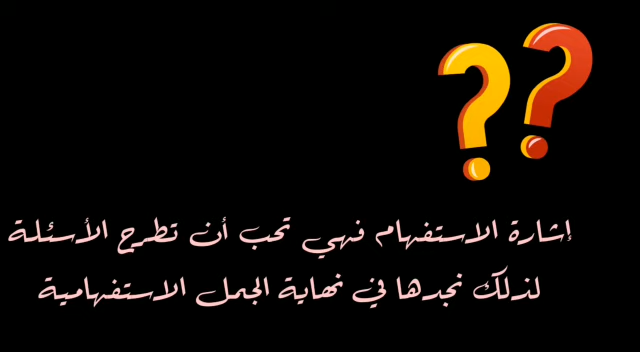 إشارة الاستفهام فهي تحب أن تطرح الأسئلة
لذلك نجدها في نهاية الجمل الاستفهامية